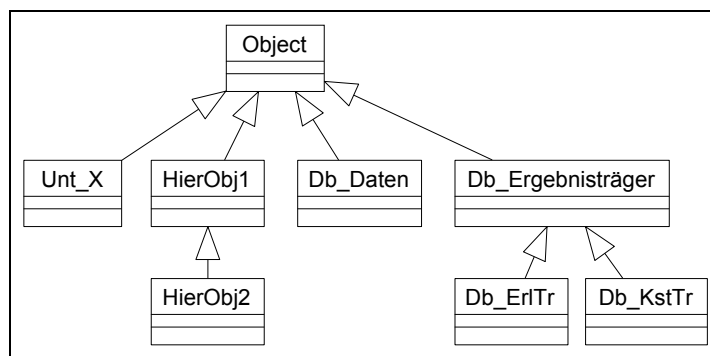 Object
Unt_X HierObj1 Db_Daten Db_Ergebnisträger
HierObj2 Db_ErlTr Db_KstTr